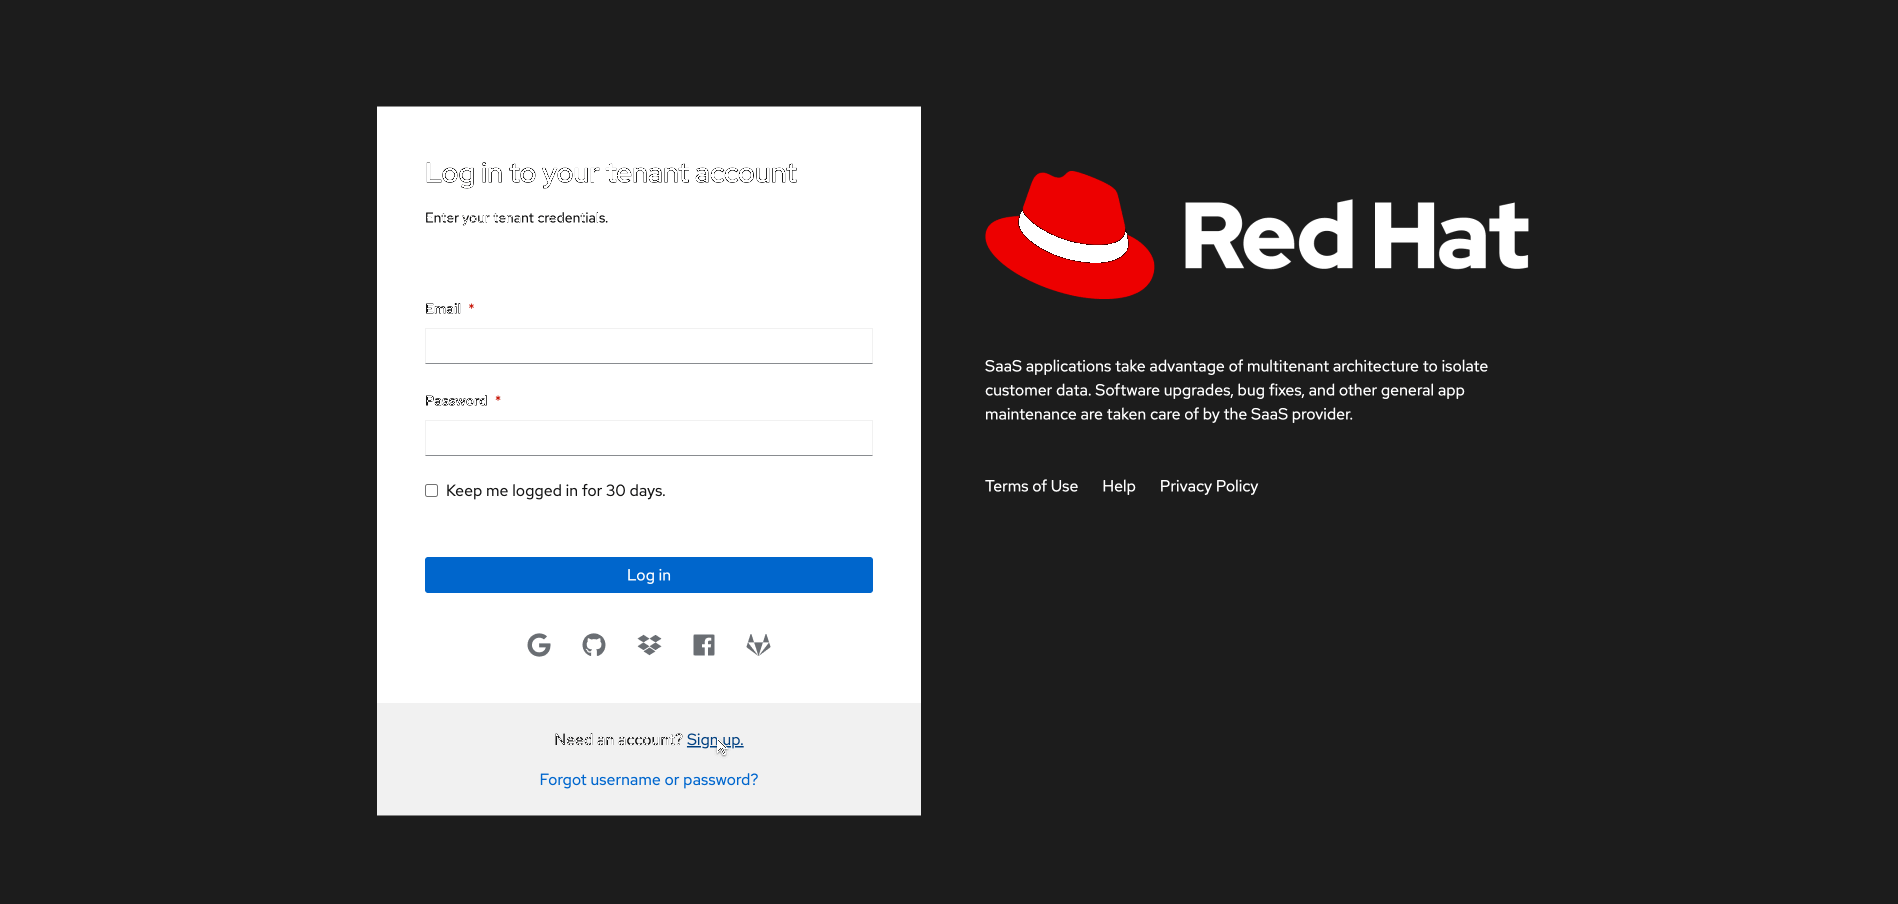 Log in to your tenant account
Enter your tenant credentials.
Email *
Password *
Keep me logged in for 30 days.
Log in
Need an account? Sign up.
Forgot username or password?
Red Hat
SaaS applications take advantage of multitenant architecture to isolate
customer data. Software upgrades, bug fixes, and other general app
maintenance are taken care of by the SaaS provider.
Terms of Use Help Privacy Policy